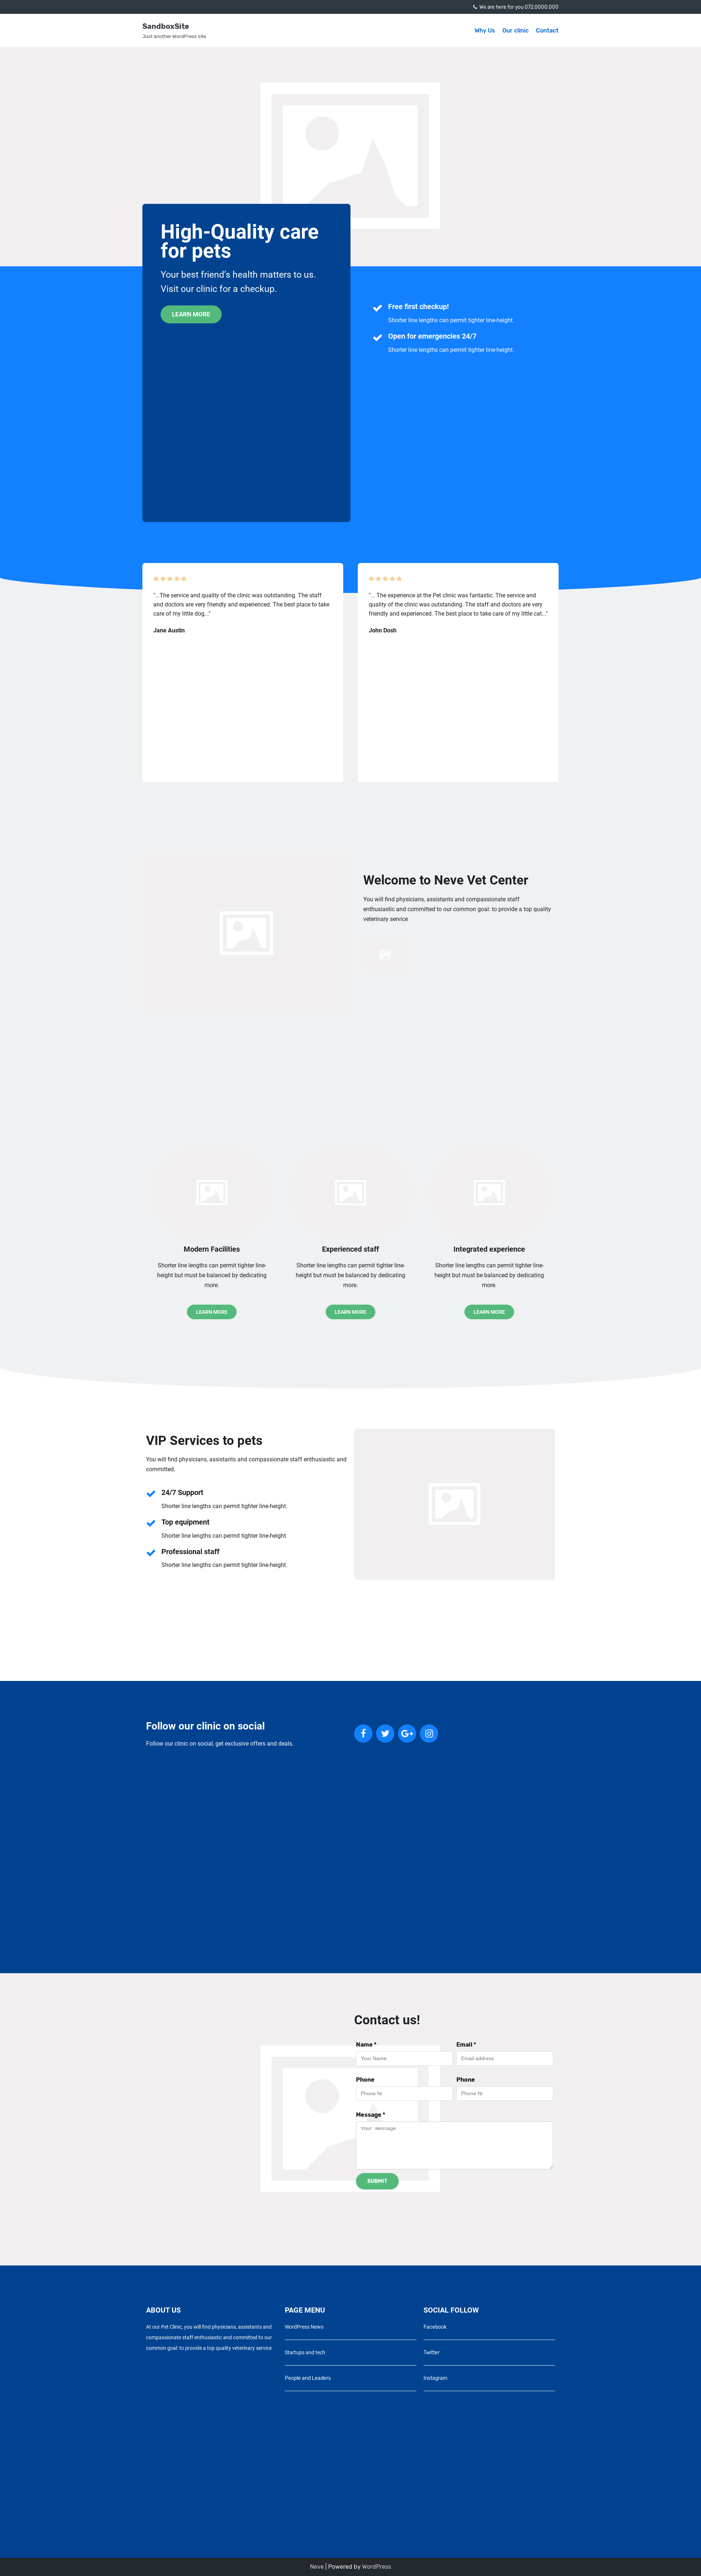 We are here for you 072.0000.000
SandboxSite
Just another WordPress site
Why Us
Our clinic
Contact
High-Quality care
for pets
Your best friend's health matters to us.
Visit our clinic for a checkup.
LEARN MORE
Free first checkup!
Shorter line lengths can permit tighter line-height.
Open for emergencies 24/7
Shorter line lengths can permit tighter line-height.
"...The service and quality of the clinic was outstanding. The staff
and doctors are very friendly and experienced. The best place to take
care of my little dog..."
Jane Austin
"... The experience at the Pet clinic was fantastic. The service and
quality of the clinic was outstanding. The staff and doctors are very
friendly and experienced. The best place to take care of my little cat..."
John Dosh
Welcome to Neve Vet Center
You will find physicians, assistants and compassionate staff
enthusiastic and committed to our common goal: to provide a top quality
veterinary service
Modern Facilities
Shorter line lengths can permit tighter line-
height but must be balanced by dedicating
more.
LEARN MORE
Experienced staff
Shorter line lengths can permit tighter line-
height but must be balanced by dedicating
more.
LEARN MORE
Integrated experience
Shorter line lengths can permit tighter line-
height but must be balanced by dedicating
more.
LEARN MORE
VIP Services to pets
You will find physicians, assistants and compassionate staff enthusiastic and
committed.
24/7 Support
Shorter line lengths can permit tighter line-height.
Top equipment
Shorter line lengths can permit tighter line-height.
Professional staff
Shorter line lengths can permit tighter line-height.
Follow our clinic on social
Follow our clinic on social, get exclusive offers and deals.
Contact us!
Name *
Your Name
Email *
Email address
Phone
Phone Nr
Phone
Phone Nr
Message *
Your message
SUBMIT
ABOUT US
At our Pet Clinic, you will find physicians, assistants and
compassionate staff enthusiastic and committed to our
common goal: to provide a top quality veterinary service
PAGE MENU
WordPress News
Startups and tech
People and Leaders
SOCIAL FOLLOW
Facebook
Twitter
Instagram
Neve | Powered by WordPress